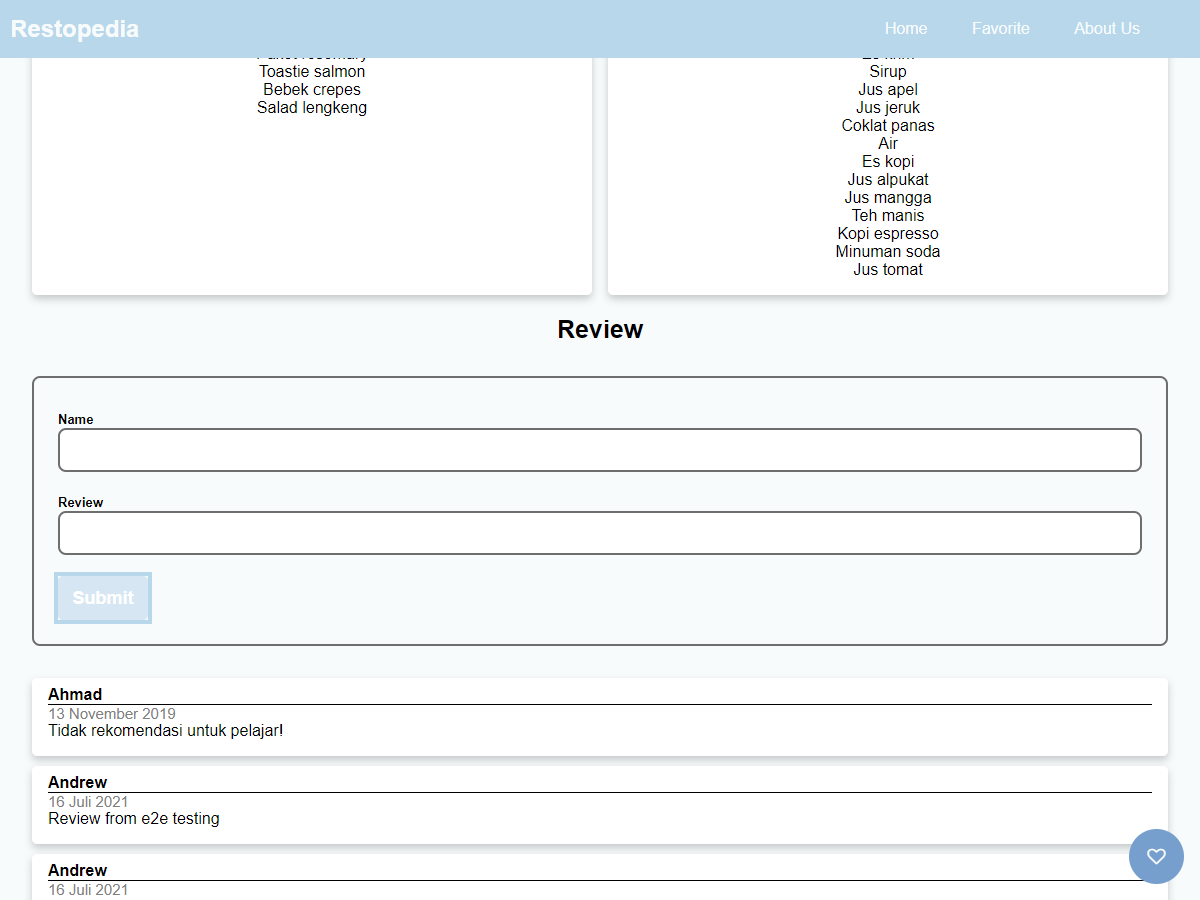 Restopedia
Home
Favorite
About Us
Toastie salmon
Bebek crepes
Salad lengkeng
Sirup
Jus apel
Jus jeruk
Coklat panas
Air
Es kopi
Jus alpukat
Jus mangga
Teh manis
Kopi espresso
Minuman soda
Jus tomat
Review
Name
Review
Submit
Ahmad
13 November 2019
Tidak rekomendasi untuk pelajar!
Andrew
16 Juli 2021
Review from e2e testing
Andrew
16 Juli 2021